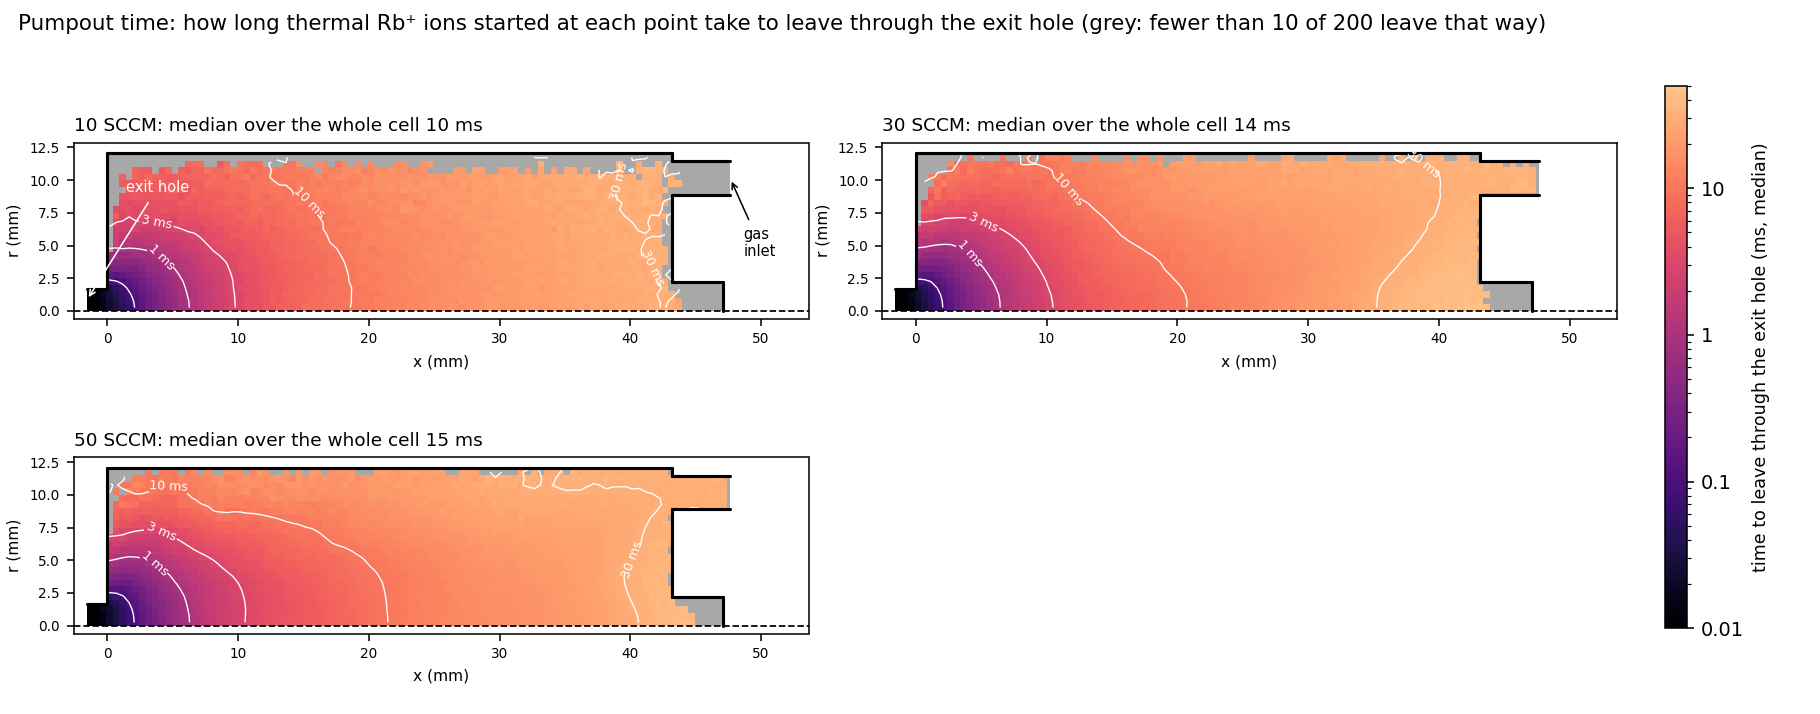 Pumpout time: how long thermal Rb⁺ ions started at each point take to leave through the exit hole (grey: fewer than 10 of 200 leave that way)
10 SCCM: median over the whole cell 10 ms
12.5
10.0
7.5
5.0
2.5
0.0
r (mm)
exit hole
3 ms
1 ms
10 ms
30 ms
30 ms
gas
inlet
0
10
20
30
40
50
x (mm)
30 SCCM: median over the whole cell 14 ms
12.5
10.0
7.5
5.0
2.5
0.0
r (mm)
3 ms
1 ms
10 ms
30 ms
0
10
20
30
40
50
x (mm)
50 SCCM: median over the whole cell 15 ms
12.5
10.0
7.5
5.0
2.5
0.0
r (mm)
10 ms
3 ms
1 ms
30 ms
0
10
20
30
40
50
x (mm)
10
1
0.1
0.01
time to leave through the exit hole (ms, median)